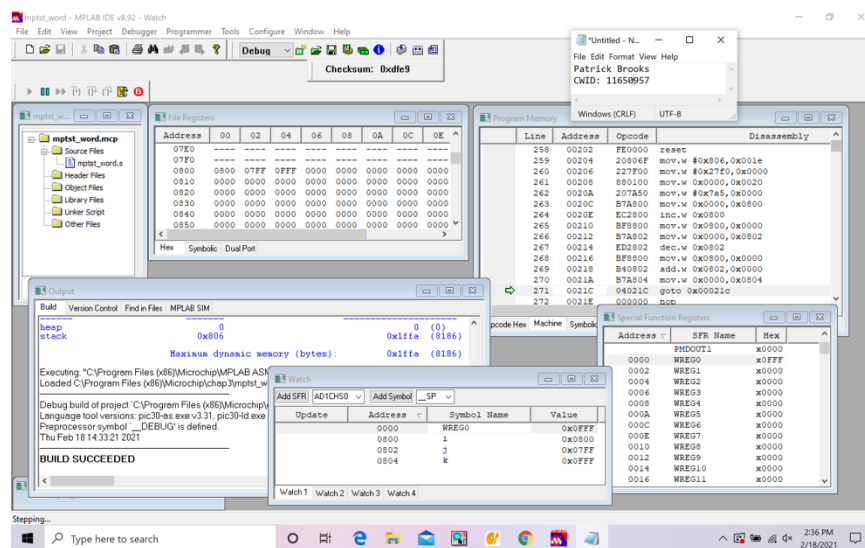 mptst_word - MPLAB IDE v8.92 - Watch
File Edit View Project Debugger Programmer Tools Configure Window Help
Debug
Checksum: 0xdfe9
*Untitled - N...
File Edit Format View Help
Patrick Brooks
CWID: 11650957
Windows (CRLF) UTF-8
mptst_w...
mptst_word.mcp
Source Files
mptst_word.s
Header Files
Object Files
Library Files
Linker Script
Other Files
File Registers
Address 00 02 04 06 08 0A 0C 0E
07E0 ---- ---- ---- ---- ---- ---- ---- ----
07F0 ---- ---- ---- ---- ---- ---- ---- ----
0800 0800 07FF 0FFF 0000 0000 0000 0000 0000
0810 0000 0000 0000 0000 0000 0000 0000 0000
0820 0000 0000 0000 0000 0000 0000 0000 0000
0830 0000 0000 0000 0000 0000 0000 0000 0000
0840 0000 0000 0000 0000 0000 0000 0000 0000
0850 0000 0000 0000 0000 0000 0000 0000 0000
Hex Symbolic Dual Port
Program Memory
Line Address Opcode Disassembly
258 00202 FE0000 reset
259 00204 20806F mov.w #0x806,0x001e
260 00206 227F00 mov.w #0x27f0,0x0000
261 00208 880100 mov.w 0x0000,0x0020
262 0020A 207A50 mov.w #0x7a5,0x0000
263 0020C B7A800 mov.w 0x0000,0x0800
264 0020E EC2800 inc.w 0x0800
265 00210 BF8800 mov.w 0x0800,0x0000
266 00212 B7A802 mov.w 0x0000,0x0802
267 00214 ED2802 dec.w 0x0802
268 00216 BF8800 mov.w 0x0800,0x0000
269 00218 B40802 add.w 0x0802,0x0000
270 0021A B7A804 mov.w 0x0000,0x0804
271 0021C 04021C goto 0x00021c
272 0021E 000000 nop
pcode Hex Machine Symbolic
Output
Build Version Control Find in Files MPLAB SIM
heap 0 0 (0)
stack 0x806 0x1ffa (8186)
Maximum dynamic memory (bytes): 0x1ffa (8186)
Executing: "C:\Program Files (x86)\Microchip\MPLAB ASM
Loaded C:\Program Files (x86)\Microchip\chap3\mptst_w
Debug build of project `C:\Program Files (x86)\Microchip\
Language tool versions: pic30-as.exe v3.31, pic30-ld.exe
Preprocessor symbol `__DEBUG' is defined.
Thu Feb 18 14:33:21 2021
BUILD SUCCEEDED
Watch
Add SFR AD1CHS0 Add Symbol __SP
Update Address Symbol Name Value
0000 WREG0 0x0FFF
0800 i 0x0800
0802 j 0x07FF
0804 k 0x0FFF
Watch 1 Watch 2 Watch 3 Watch 4
Special Function Registers
Address SFR Name Hex
PMDOUT1 x0000
0000 WREG0 x0FFF
0002 WREG1 x0000
0004 WREG2 x0000
0006 WREG3 x0000
0008 WREG4 x0000
000A WREG5 x0000
000C WREG6 x0000
000E WREG7 x0000
0010 WREG8 x0000
0012 WREG9 x0000
0014 WREG10 x0000
0016 WREG11 x0000
Stepping...
Type here to search
2:36 PM
2/18/2021